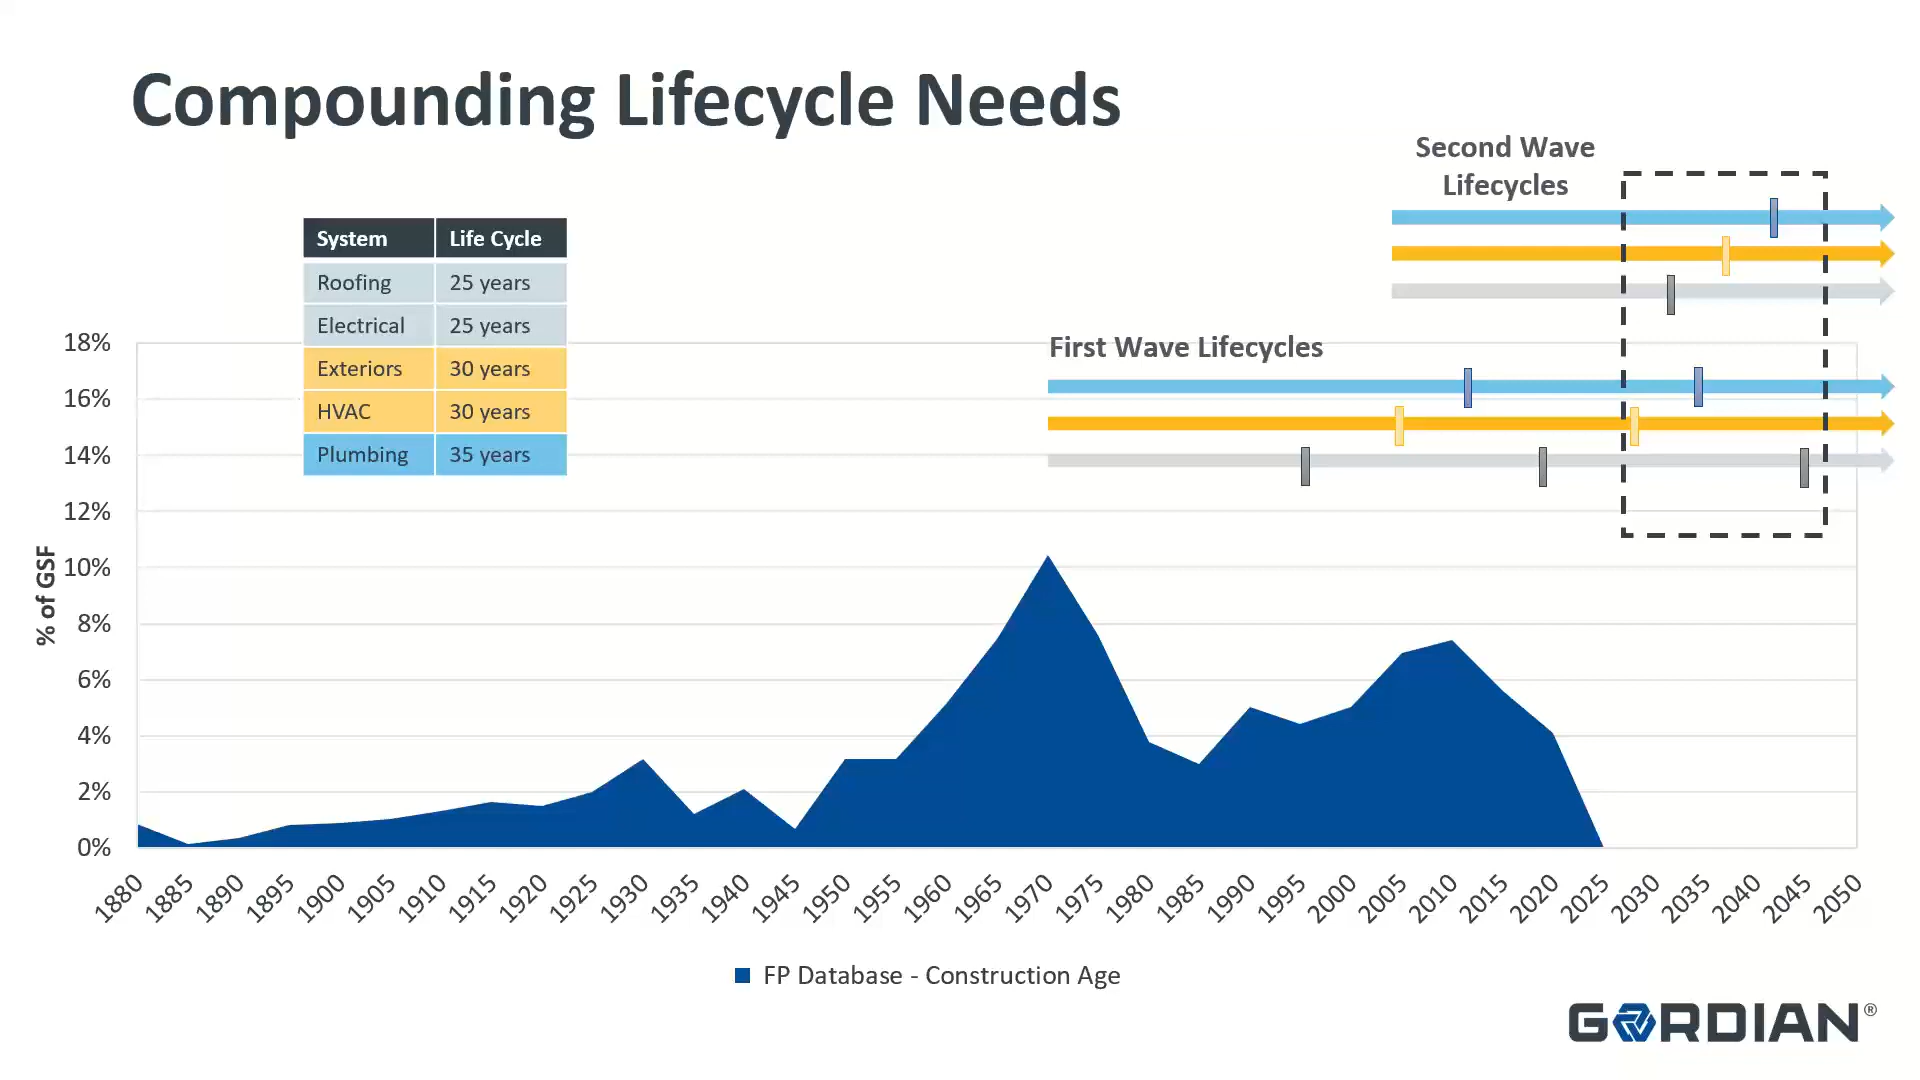 Compounding Lifecycle Needs
Second Wave
Lifecycles
System Life Cycle
Roofing 25 years
Electrical 25 years
Exteriors 30 years
HVAC 30 years
Plumbing 35 years
First Wave Lifecycles
% of GSF
18%
16%
14%
12%
10%
8%
6%
4%
2%
0%
1880 1885 1890 1895 1900 1905 1910 1915 1920 1925 1930 1935 1940 1945 1950 1955 1960 1965 1970 1975 1980 1985 1990 1995 2000 2005 2010 2015 2020 2025 2030 2035 2040 2045 2050
FP Database - Construction Age
GORDIAN®